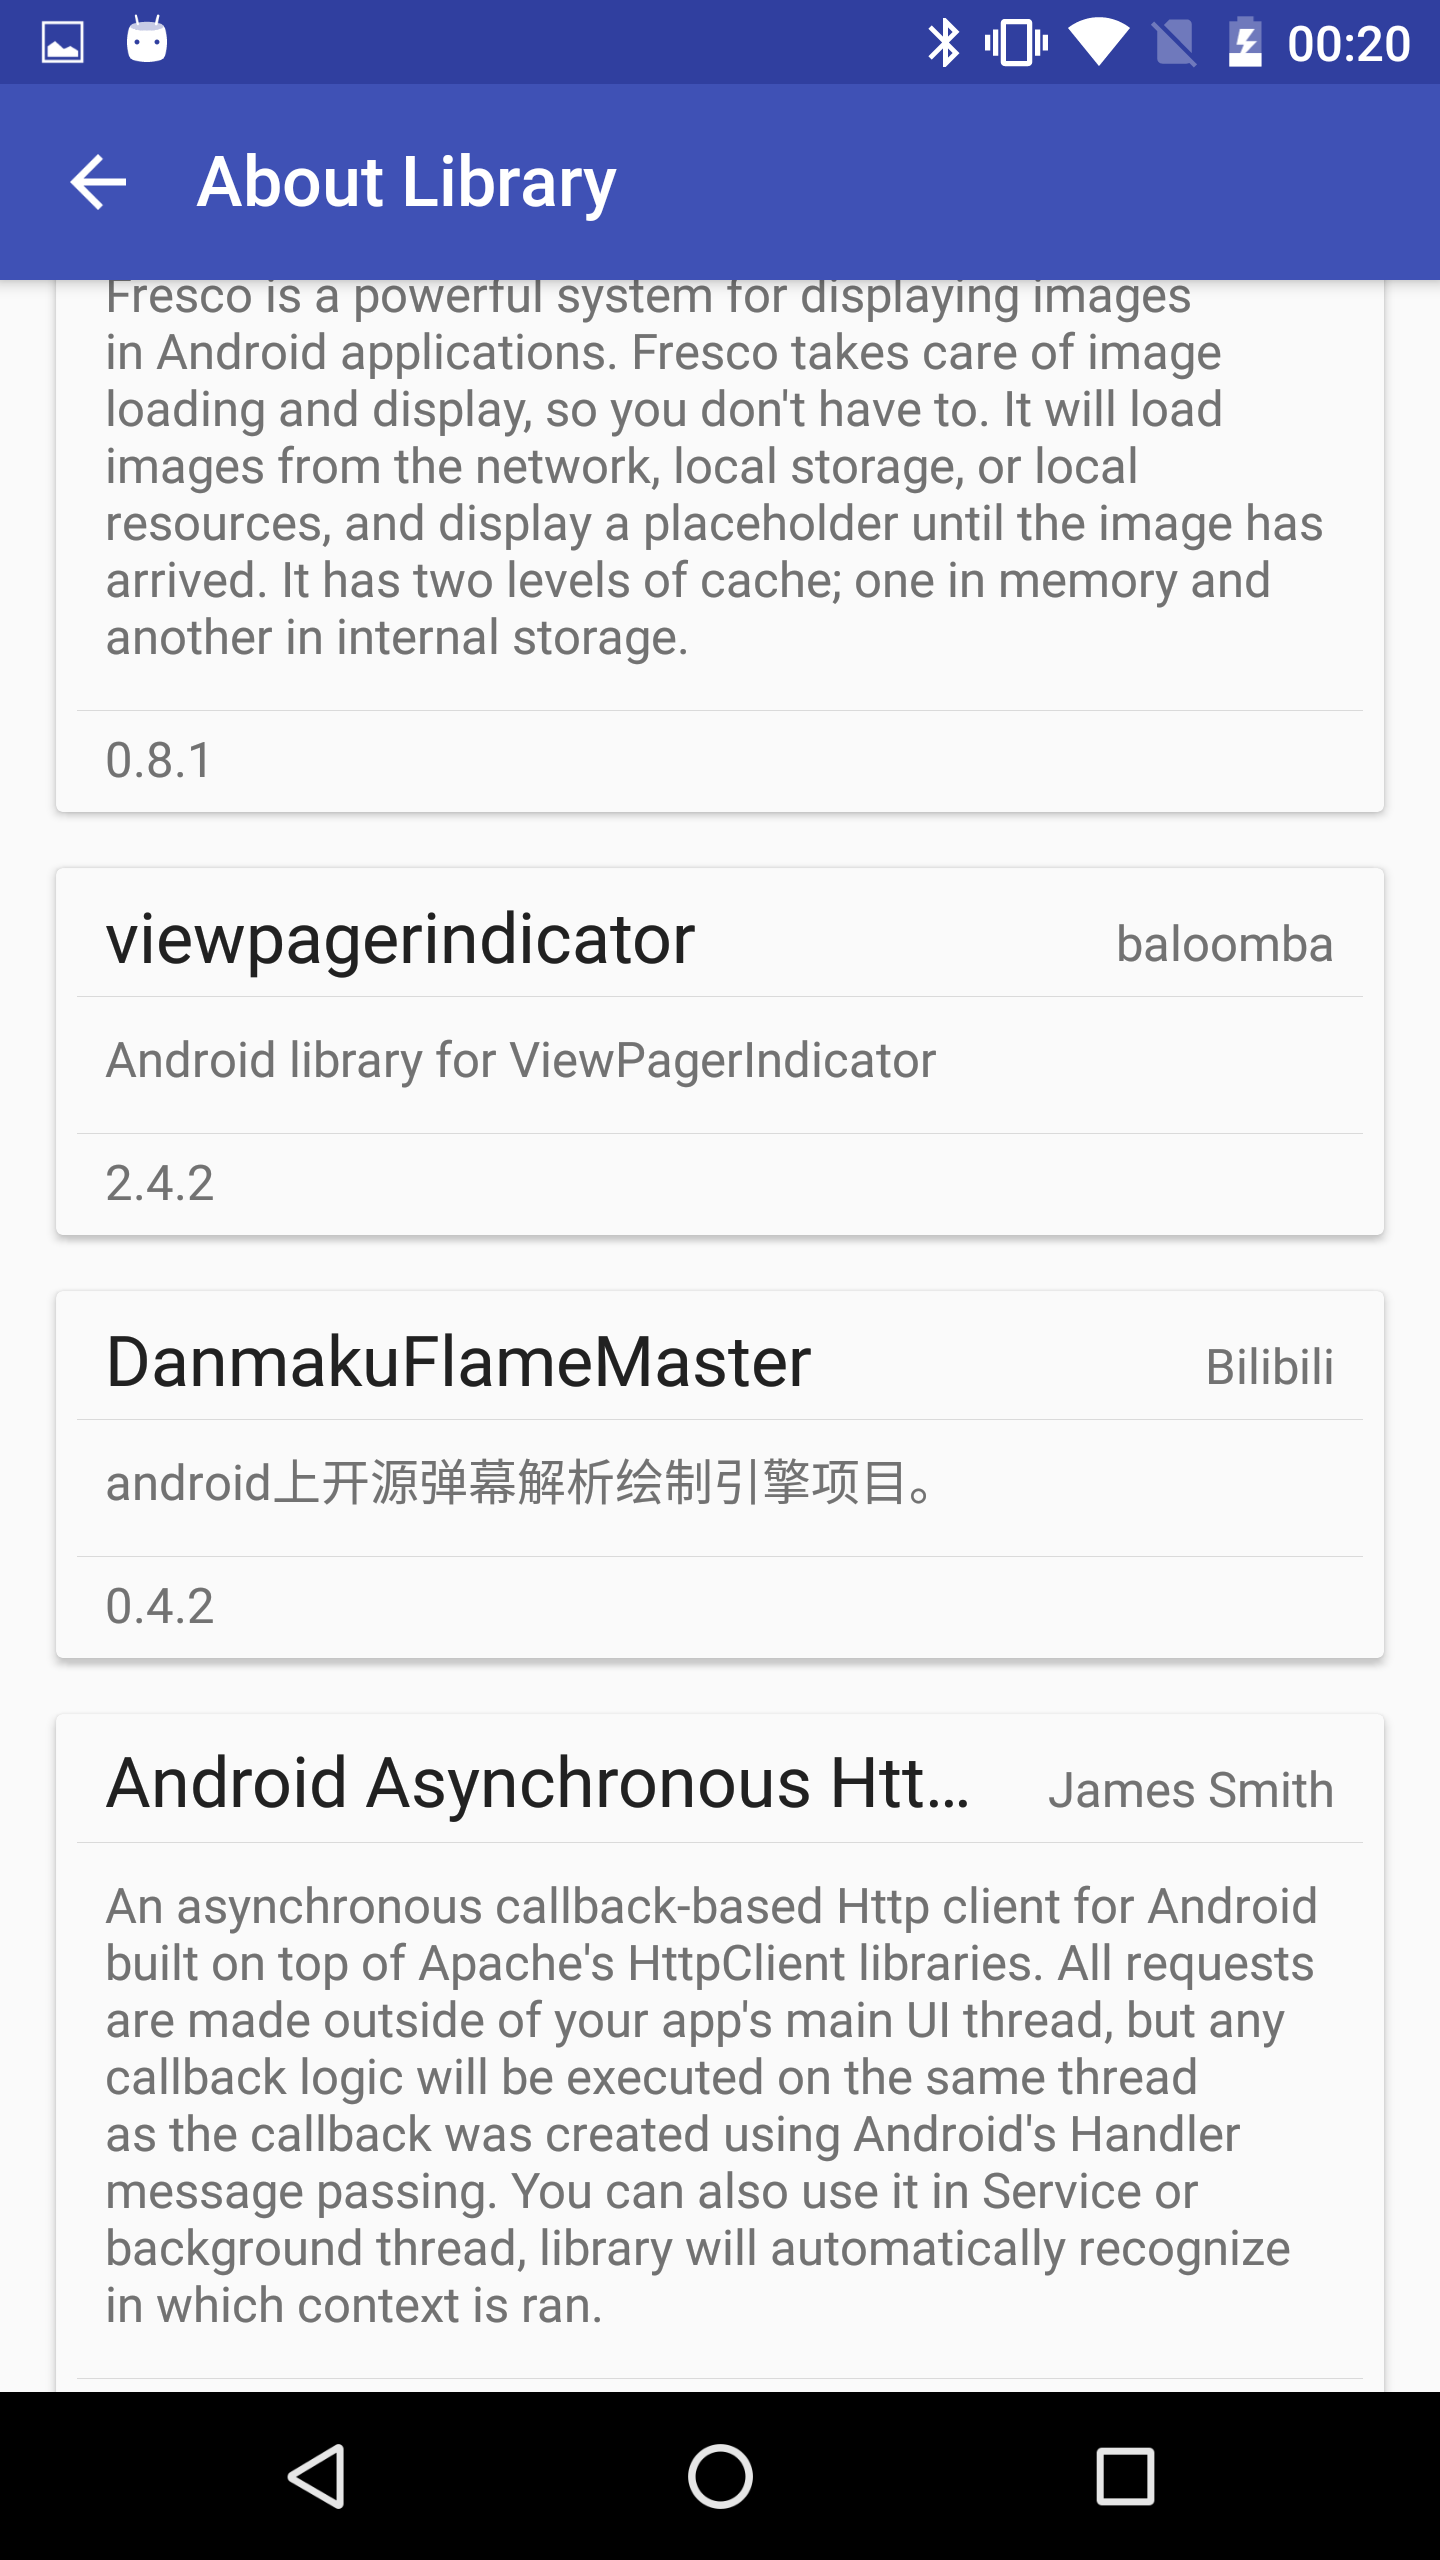 00:20
About Library
Fresco is a powerful system for displaying images
in Android applications. Fresco takes care of image
loading and display, so you don't have to. It will load
images from the network, local storage, or local
resources, and display a placeholder until the image has
arrived. It has two levels of cache; one in memory and
another in internal storage.
0.8.1
viewpagerindicator baloomba
Android library for ViewPagerIndicator
2.4.2
DanmakuFlameMaster Bilibili
android上开源弹幕解析绘制引擎项目。
0.4.2
Android Asynchronous Htt... James Smith
An asynchronous callback-based Http client for Android
built on top of Apache's HttpClient libraries. All requests
are made outside of your app's main UI thread, but any
callback logic will be executed on the same thread
as the callback was created using Android's Handler
message passing. You can also use it in Service or
background thread, library will automatically recognize
in which context is ran.